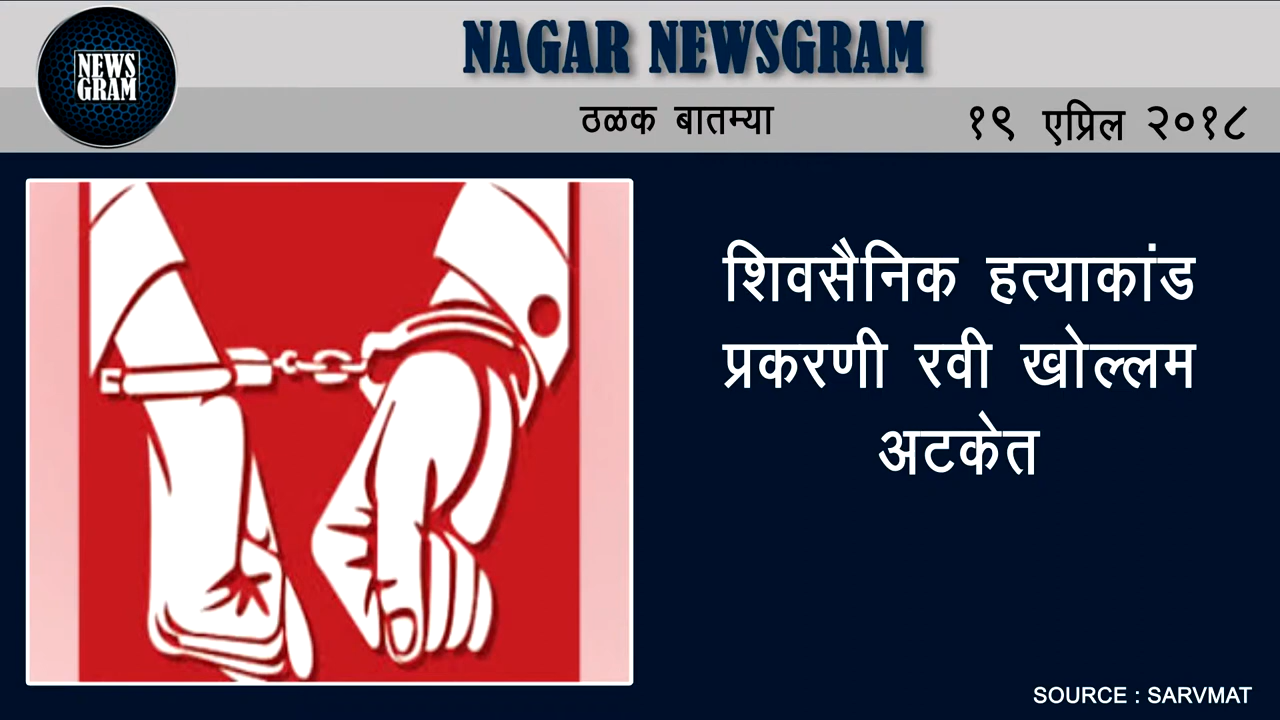 NEWS
GRAM
NAGAR NEWSGRAM
ठळक बातम्या
१९ एप्रिल २०१८
शिवसैनिक हत्याकांड
प्रकरणी रवी खोल्लम
अटकेत
SOURCE : SARVMAT